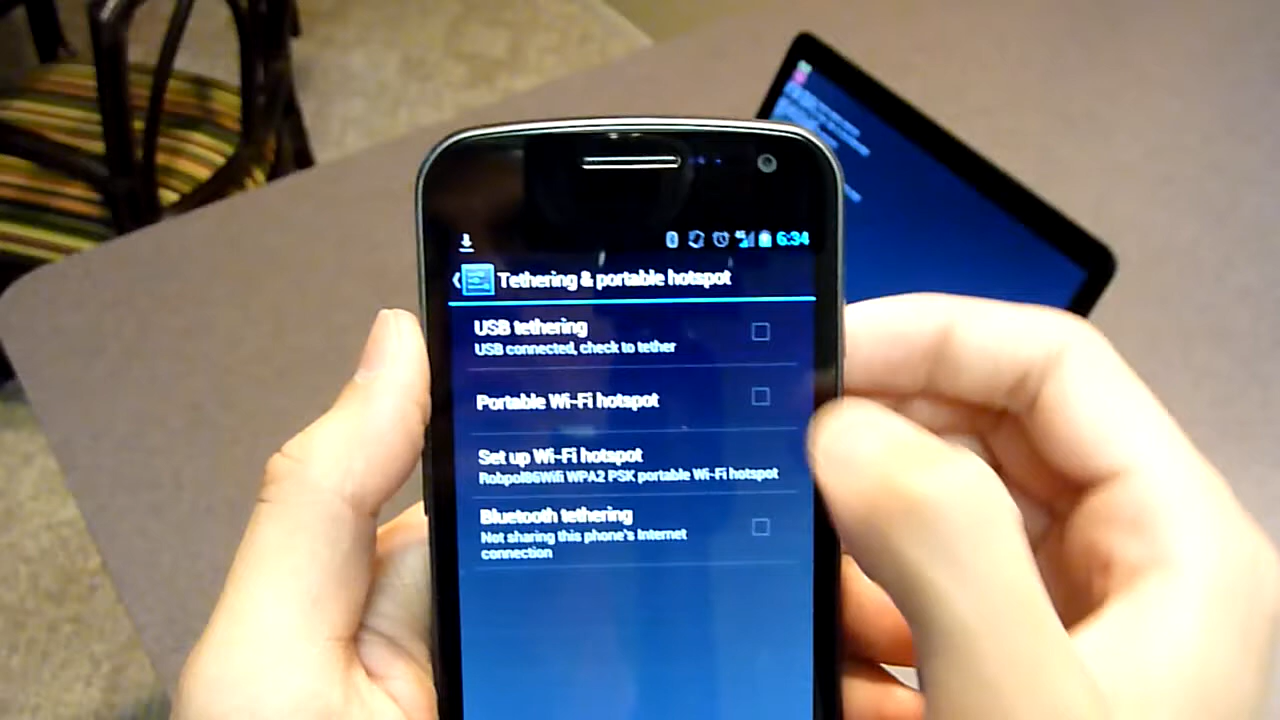 4G 6:34
Tethering & portable hotspot
USB tethering
USB connected, check to tether
Portable Wi-Fi hotspot
Set up Wi-Fi hotspot
Robpol86Wifi WPA2 PSK portable Wi-Fi hotspot
Bluetooth tethering
Not sharing this phone's Internet
connection